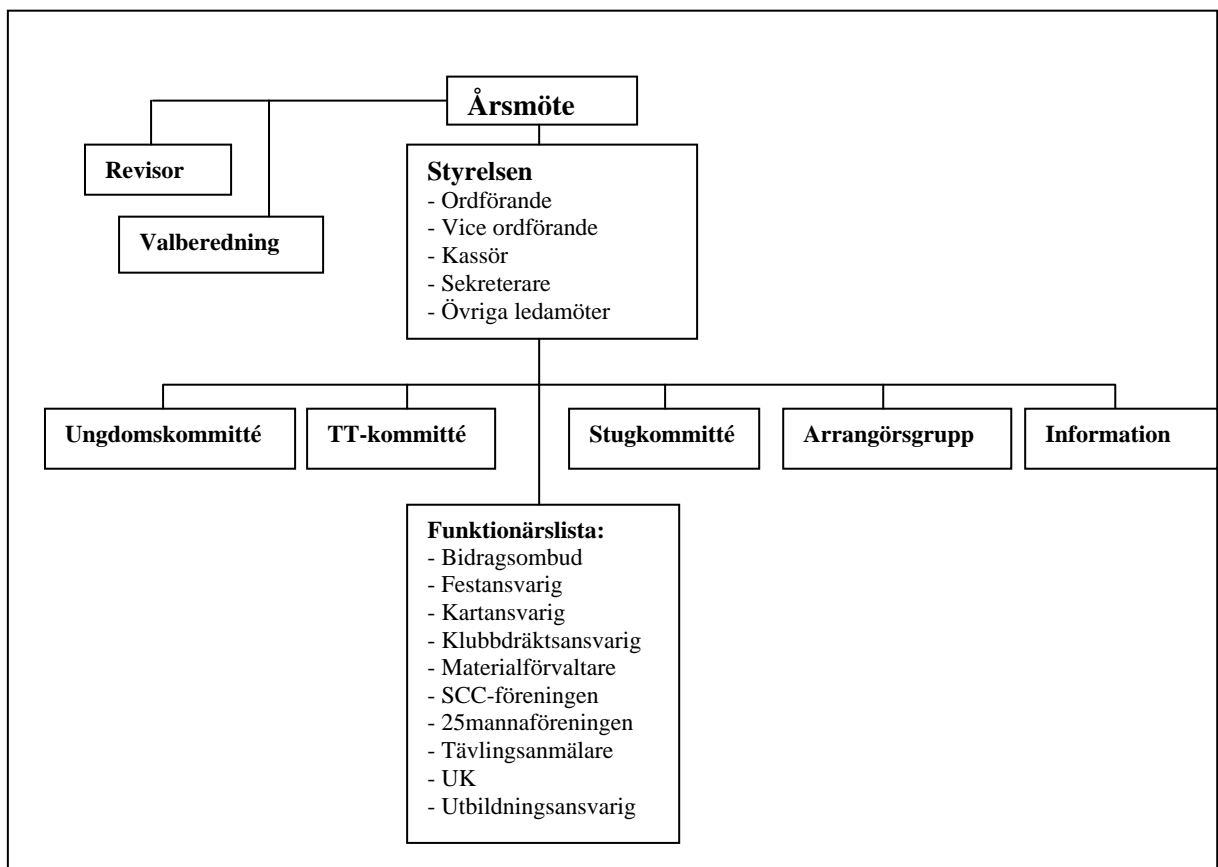 Årsmöte
Revisor
Valberedning
Styrelsen
- Ordförande
- Vice ordförande
- Kassör
- Sekreterare
- Övriga ledamöter
Ungdomskommitté
TT-kommitté
Stugkommitté
Arrangörsgrupp
Information
Funktionärslista:
- Bidragsombud
- Festansvarig
- Kartansvarig
- Klubbdräktsansvarig
- Materialförvaltare
- SCC-föreningen
- 25mannaföreningen
- Tävlingsanmälare
- UK
- Utbildningsansvarig